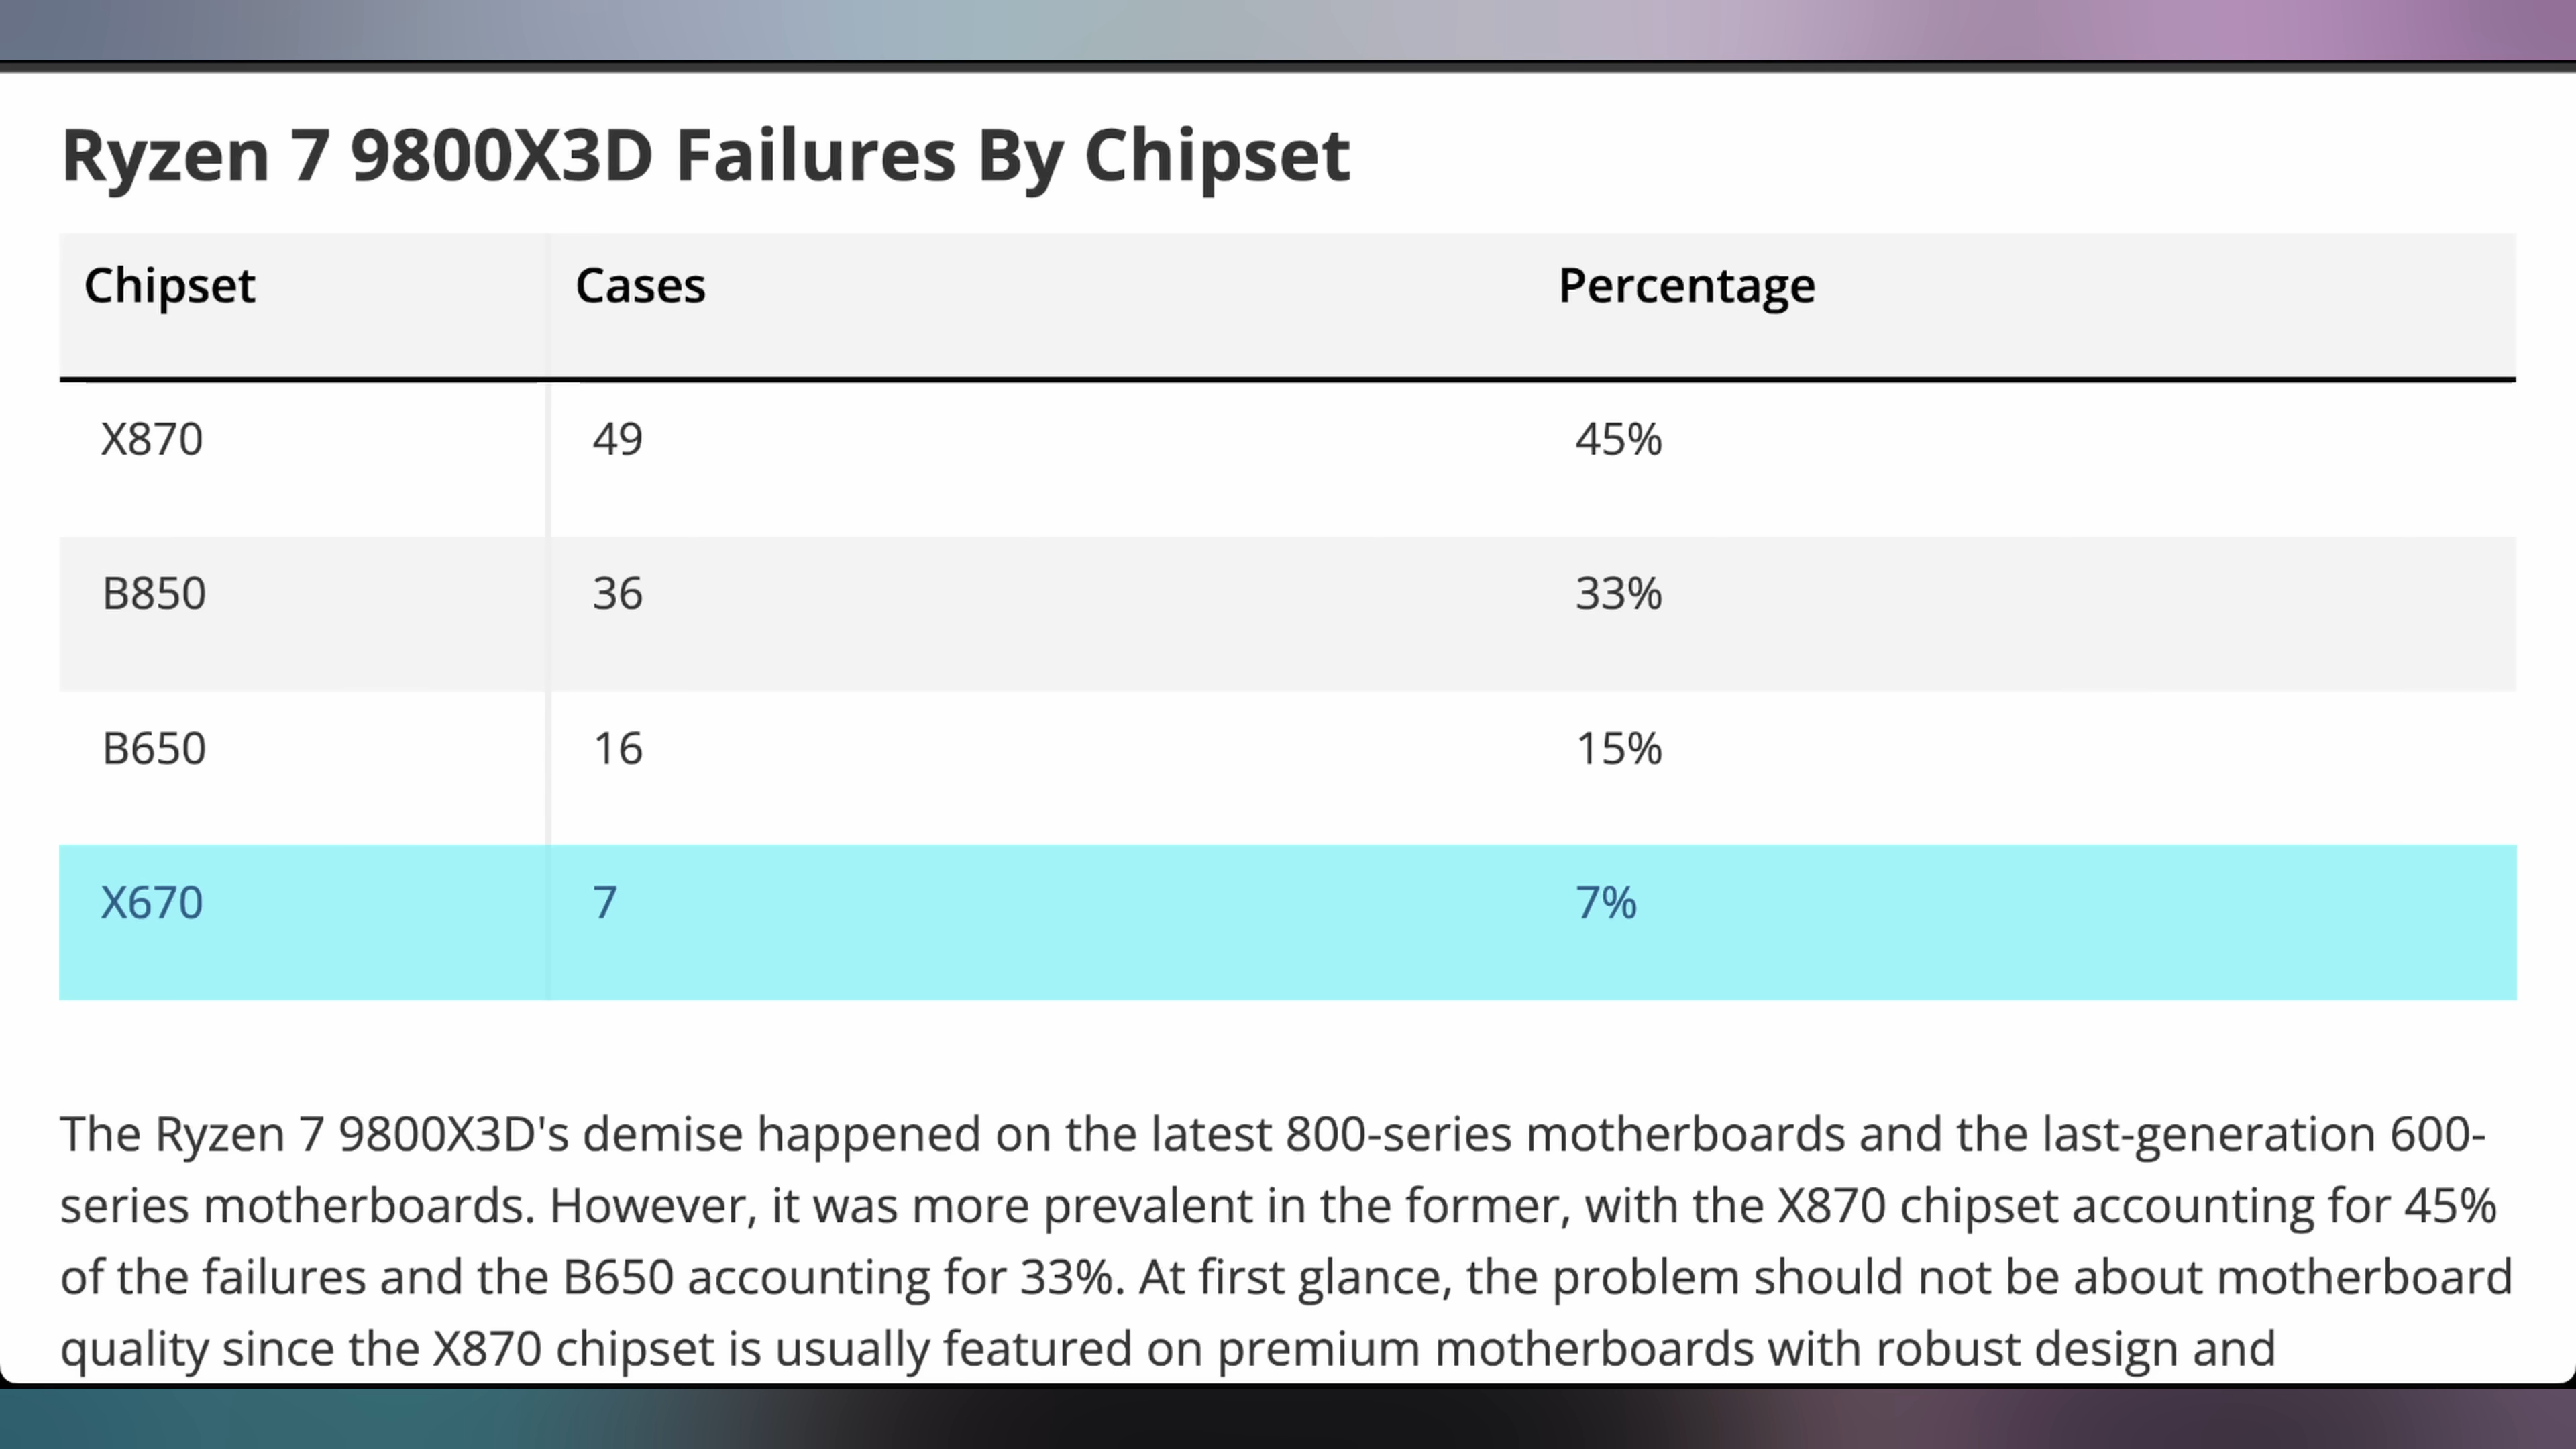 Ryzen 7 9800X3D Failures By Chipset
Chipset Cases Percentage
X870 49 45%
B850 36 33%
B650 16 15%
X670 7 7%
The Ryzen 7 9800X3D's demise happened on the latest 800-series motherboards and the last-generation 600-
series motherboards. However, it was more prevalent in the former, with the X870 chipset accounting for 45%
of the failures and the B650 accounting for 33%. At first glance, the problem should not be about motherboard
quality since the X870 chipset is usually featured on premium motherboards with robust design and